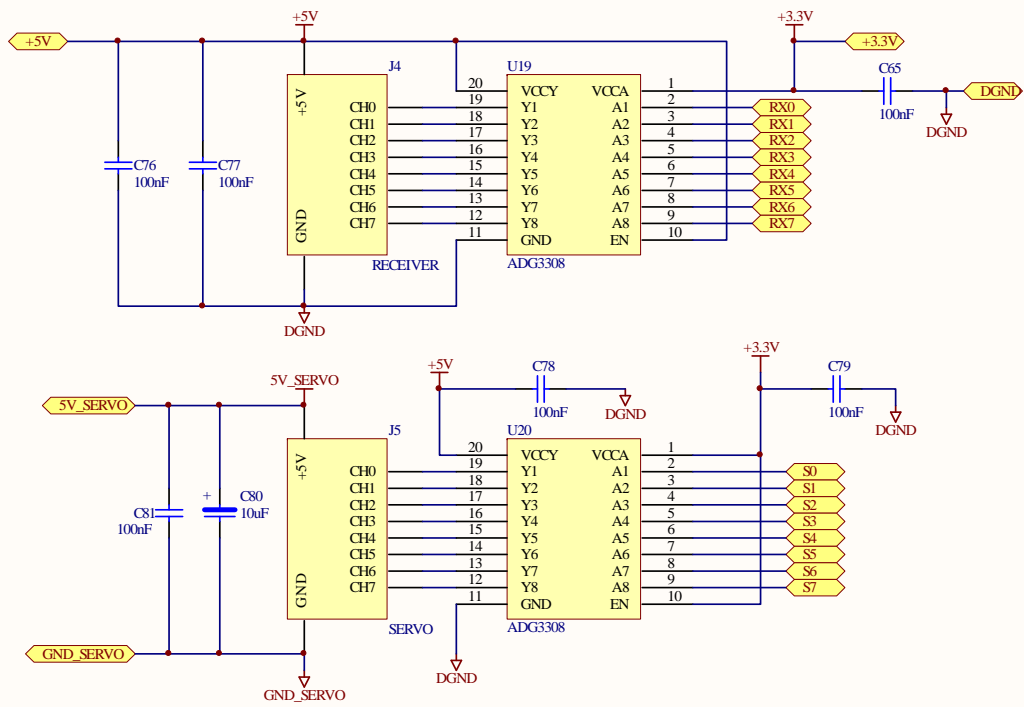 +5V
+3.3V
+5V
+3.3V
J4
U19
C65
100nF
DGND
DGND
+5V
GND
CH0
CH1
CH2
CH3
CH4
CH5
CH6
CH7
RECEIVER
20 VCCY VCCA 1
19 Y1 A1 2 RX0
18 Y2 A2 3 RX1
17 Y3 A3 4 RX2
16 Y4 A4 5 RX3
15 Y5 A5 6 RX4
14 Y6 A6 7 RX5
13 Y7 A7 8 RX6
12 Y8 A8 9 RX7
11 GND EN 10
ADG3308
C76
100nF
C77
100nF
DGND
+5V
C78
100nF
DGND
+3.3V
C79
100nF
DGND
5V_SERVO
5V_SERVO
J5
U20
+5V
GND
CH0
CH1
CH2
CH3
CH4
CH5
CH6
CH7
SERVO
20 VCCY VCCA 1
19 Y1 A1 2 S0
18 Y2 A2 3 S1
17 Y3 A3 4 S2
16 Y4 A4 5 S3
15 Y5 A5 6 S4
14 Y6 A6 7 S5
13 Y7 A7 8 S6
12 Y8 A8 9 S7
11 GND EN 10
ADG3308
C81
100nF
+
C80
10uF
GND_SERVO
GND_SERVO
DGND